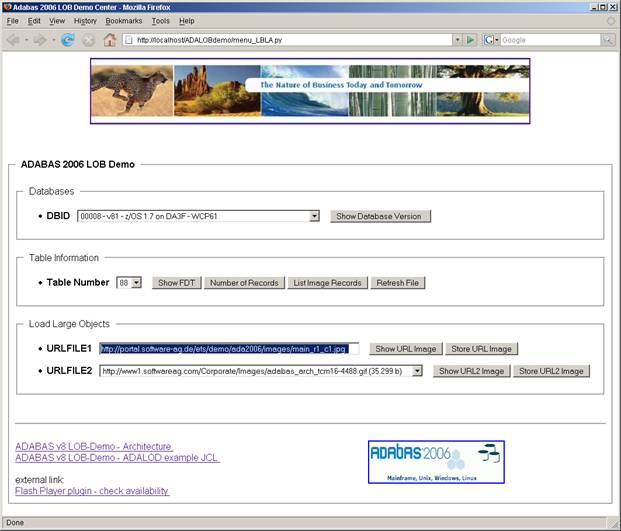 Adabas 2006 LOB Demo Center - Mozilla Firefox
File Edit View History Bookmarks Tools Help
http://localhost/ADALOBdemo/menu_LBLA.py
Google
The Nature of Business Today and Tomorrow
ADABAS 2006 LOB Demo
Databases
DBID 00008 - v81 - z/OS 1.7 on DA3F - WCP61 Show Database Version
Table Information
Table Number 88 Show FDT Number of Records List Image Records Refresh File
Load Large Objects
URLFILE1 http://portal.software-ag.de/ets/demo/ada2006/images/main_r1_c1.jpg Show URL Image Store URL Image
URLFILE2 http://www1.softwareag.com/Corporate/Images/adabas_arch_tcm16-4488.gif (35.299 b) Show URL2 Image Store URL2 Image
ADABAS v8 LOB-Demo - Architecture
ADABAS v8 LOB-Demo - ADALOD example JCL
external link:
Flash Player plugin - check availability
ADABAS 2006
Mainframe, Unix, Windows, Linux
Done